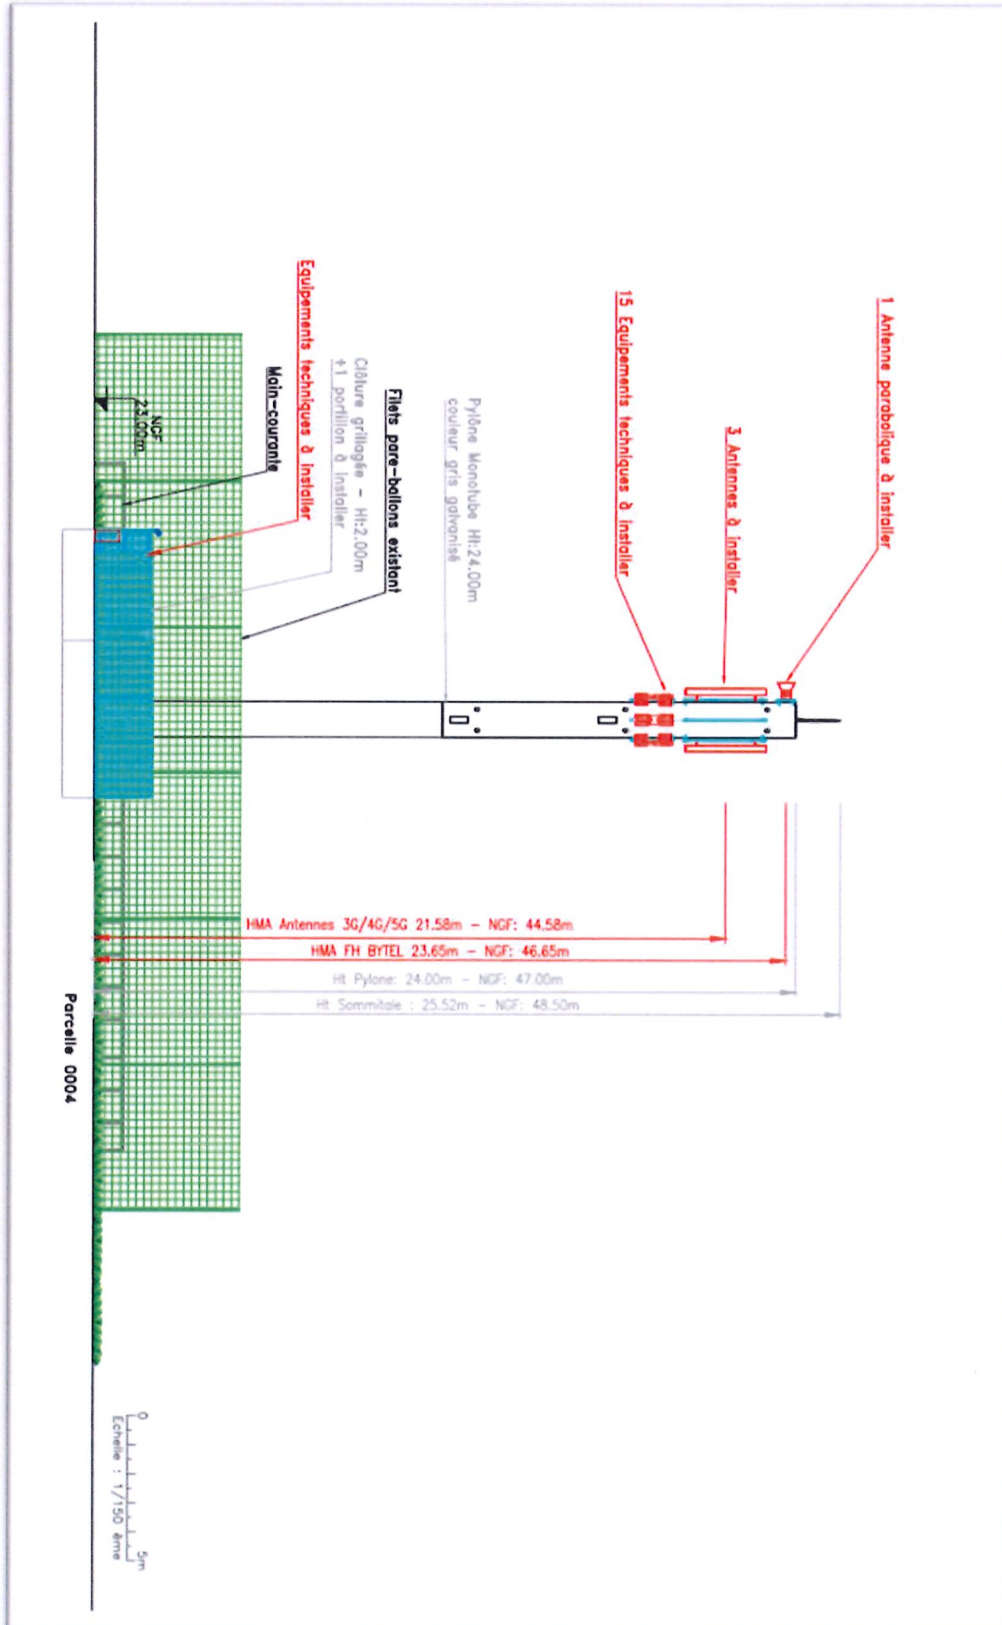 1 Antenne parabolique à installer
3 Antennes à installer
15 Equipements techniques à installer
Pylône Monotube Ht:24.00m
couleur gris galvanisé
Filets pare-ballons existant
Clôture grillagée - Ht:2.00m
+1 portillon à installer
Equipements techniques à installer
Main-courante
NGF
23.00m
HMA Antennes 3G/4G/5G 21.58m - NGF: 44.58m
HMA FH BYTEL 23.65m - NGF: 46.65m
Ht Pylone: 24.00m - NGF: 47.00m
Ht Sommitale : 25.52m - NGF: 48.50m
Parcelle 0004
0 5m
Echelle : 1/150 ème